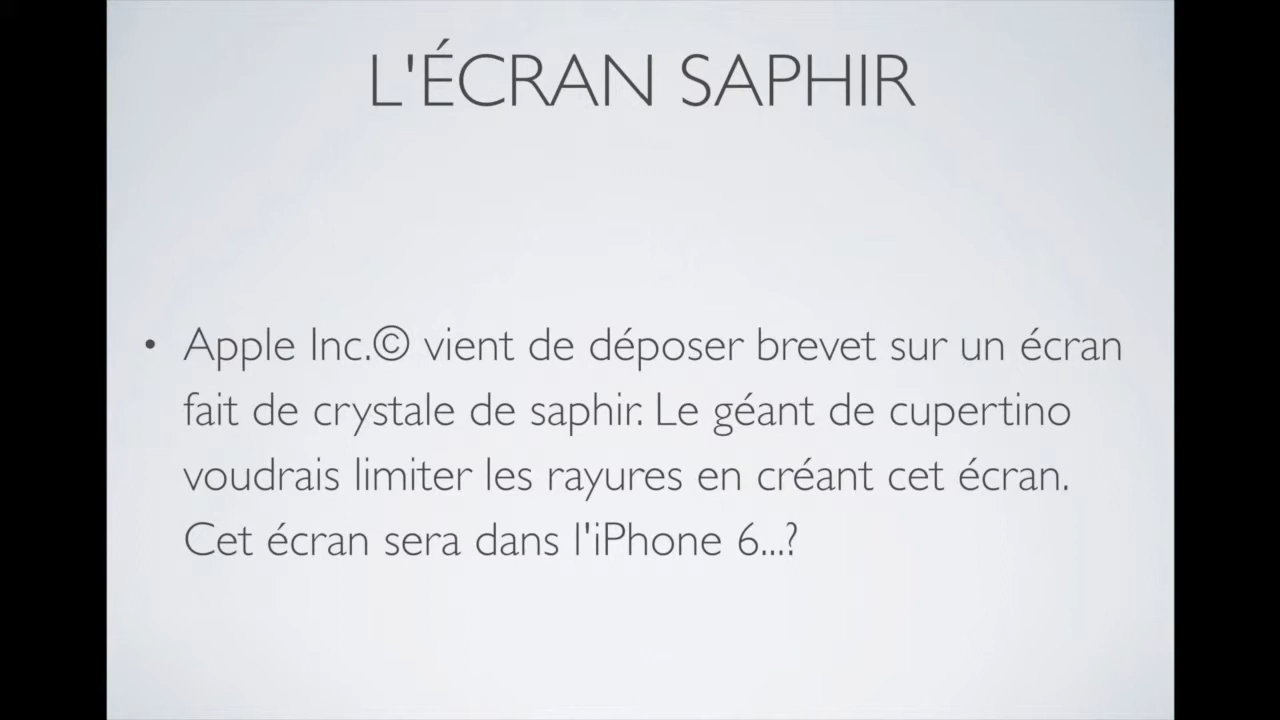 L'ÉCRAN SAPHIR
• Apple Inc.© vient de déposer brevet sur un écran
fait de crystale de saphir. Le géant de cupertino
voudrais limiter les rayures en créant cet écran.
Cet écran sera dans l'iPhone 6...?